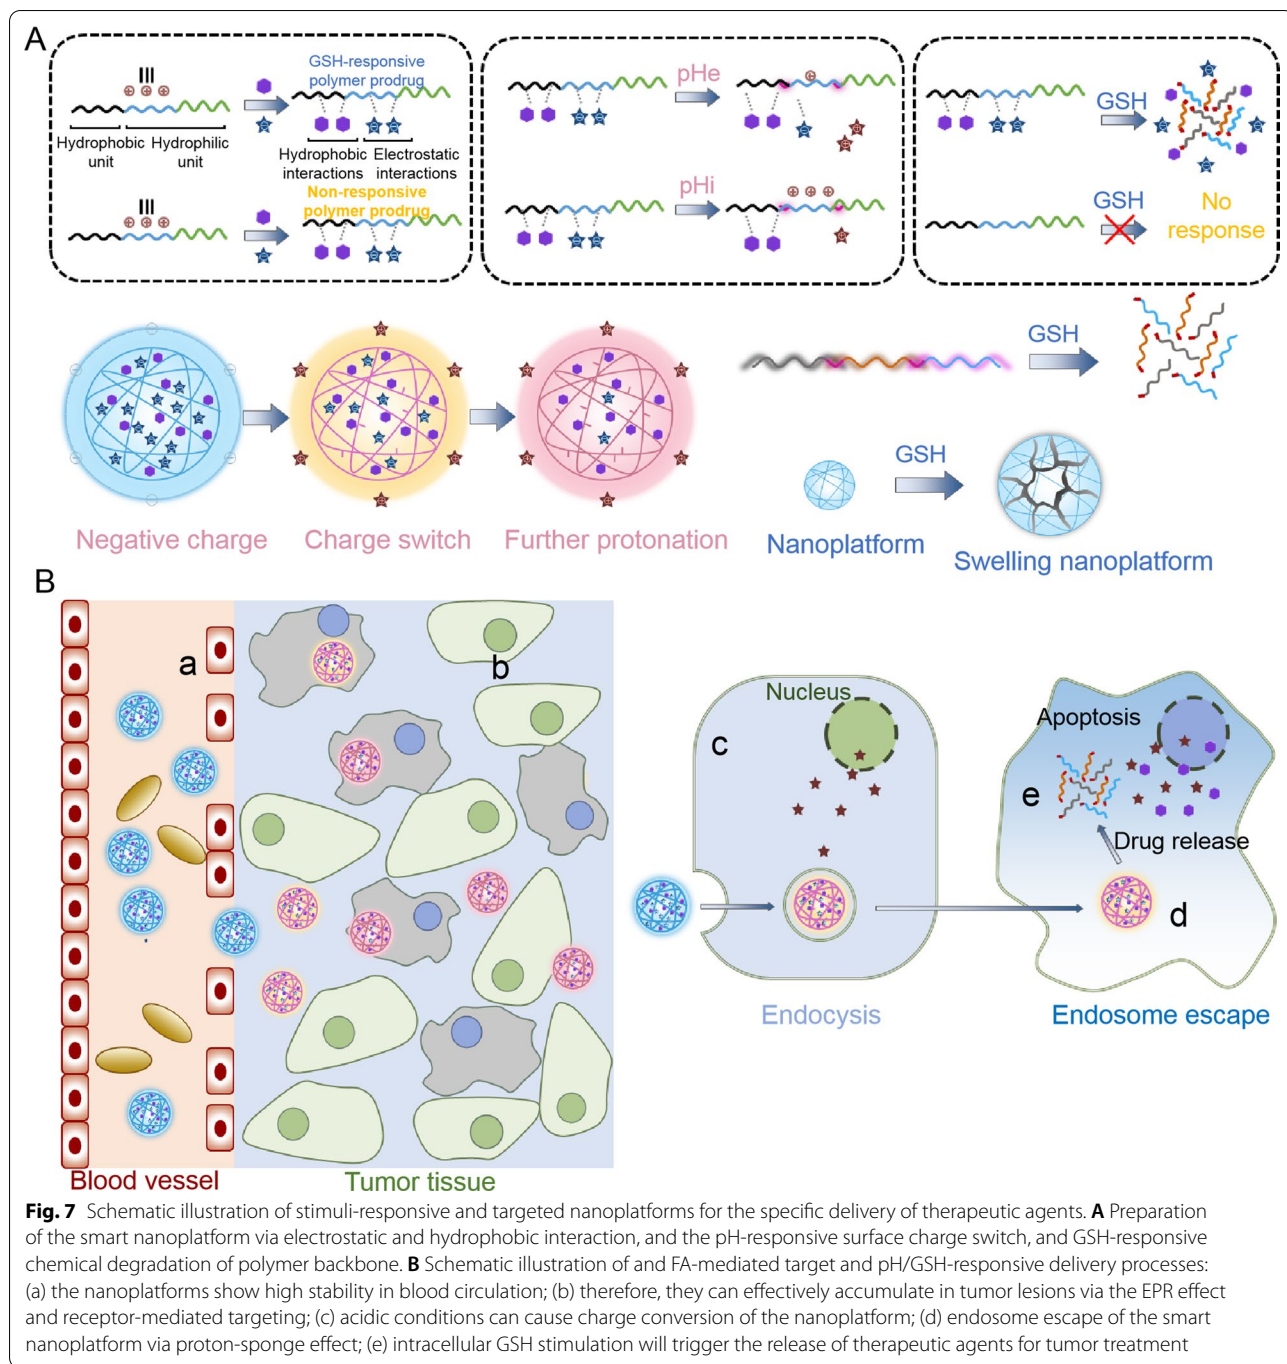 A
GSH-responsive
polymer prodrug
Hydrophobic
unit
Hydrophilic
unit
Hydrophobic
interactions
Electrostatic
interactions
Non-responsive
polymer prodrug
pHe
pHi
GSH
GSH
No
response
GSH
GSH
Negative charge
Charge switch
Further protonation
Nanoplatform
Swelling nanoplatform
B
a
b
c
Nucleus
Apoptosis
e
Drug release
d
Endocysis
Endosome escape
Blood vessel
Tumor tissue
Fig. 7 Schematic illustration of stimuli-responsive and targeted nanoplatforms for the specific delivery of therapeutic agents. A Preparation
of the smart nanoplatform via electrostatic and hydrophobic interaction, and the pH-responsive surface charge switch, and GSH-responsive
chemical degradation of polymer backbone. B Schematic illustration of and FA-mediated target and pH/GSH-responsive delivery processes:
(a) the nanoplatforms show high stability in blood circulation; (b) therefore, they can effectively accumulate in tumor lesions via the EPR effect
and receptor-mediated targeting; (c) acidic conditions can cause charge conversion of the nanoplatform; (d) endosome escape of the smart
nanoplatform via proton-sponge effect; (e) intracellular GSH stimulation will trigger the release of therapeutic agents for tumor treatment